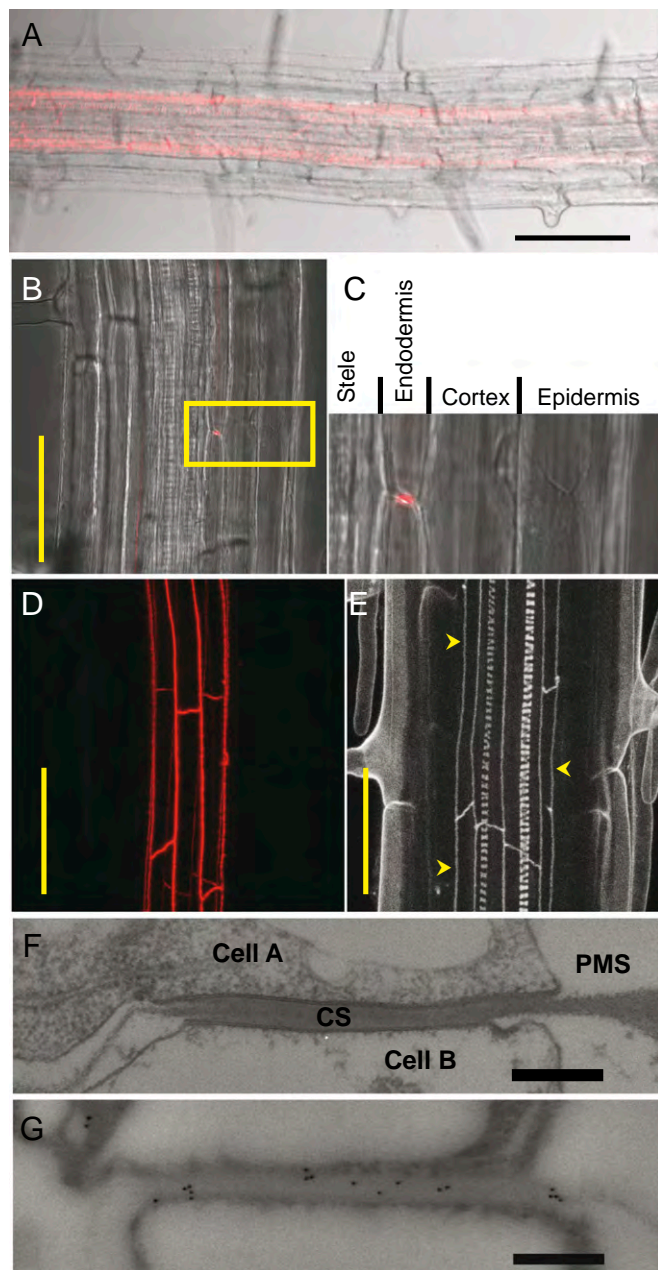 A
B
C
Stele
Endodermis
Cortex
Epidermis
D
E
F
Cell A
PMS
CS
Cell B
G